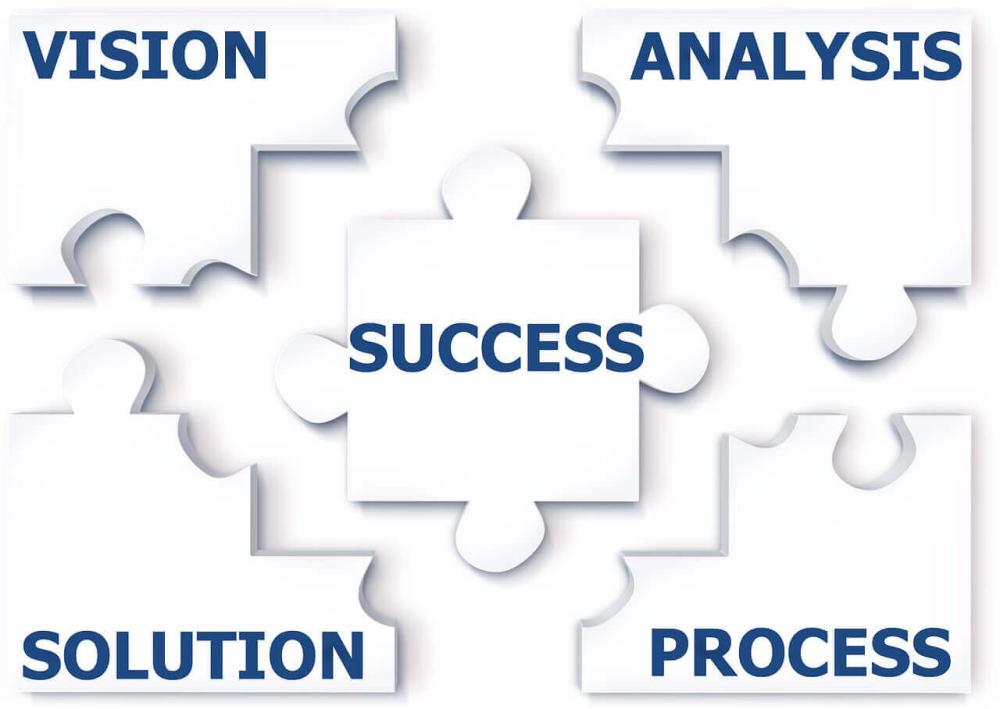 VISION
ANALYSIS
SUCCESS
SOLUTION
PROCESS